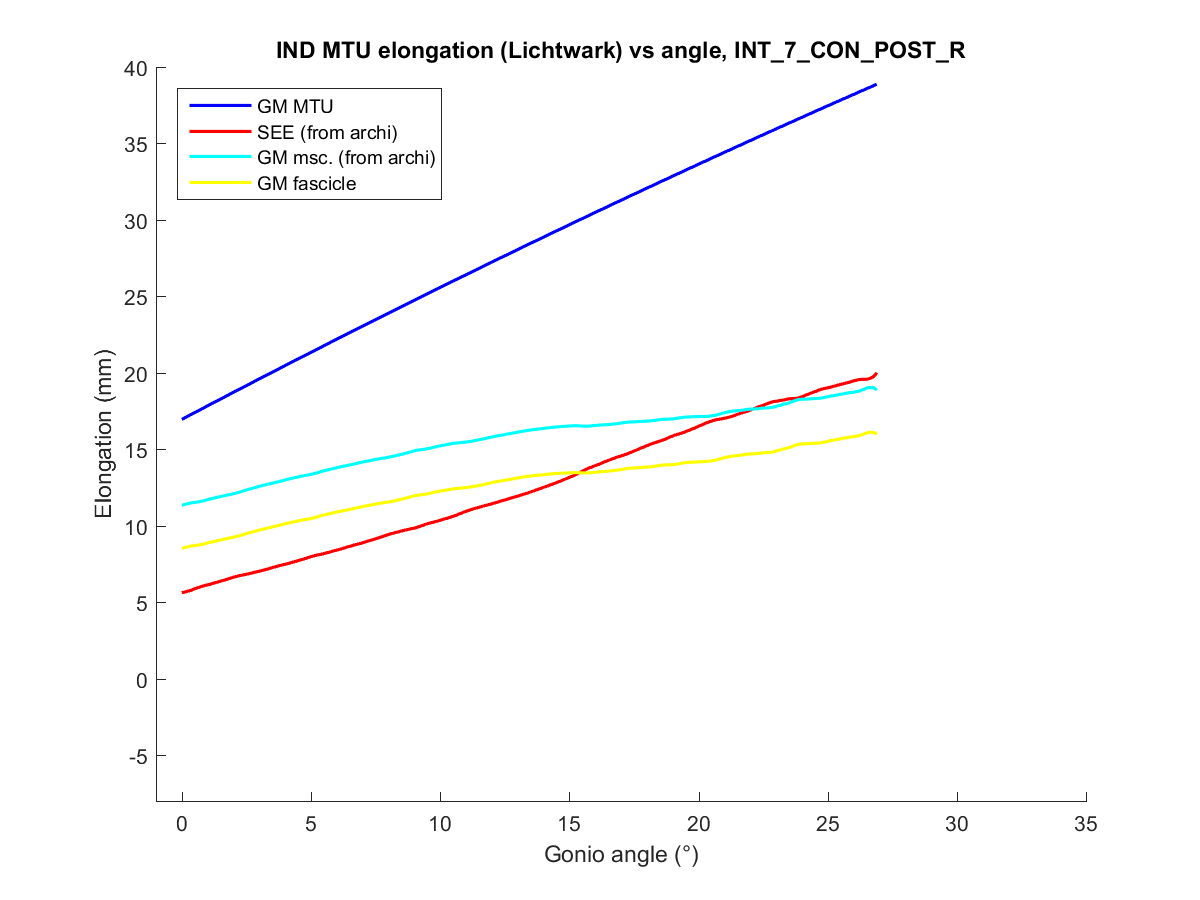 IND MTU elongation (Lichtwark) vs angle, INT_7_CON_POST_R
40
35
30
25
20
15
10
5
0
-5
Elongation (mm)
GM MTU
SEE (from archi)
GM msc. (from archi)
GM fascicle
0 5 10 15 20 25 30 35
Gonio angle (°)